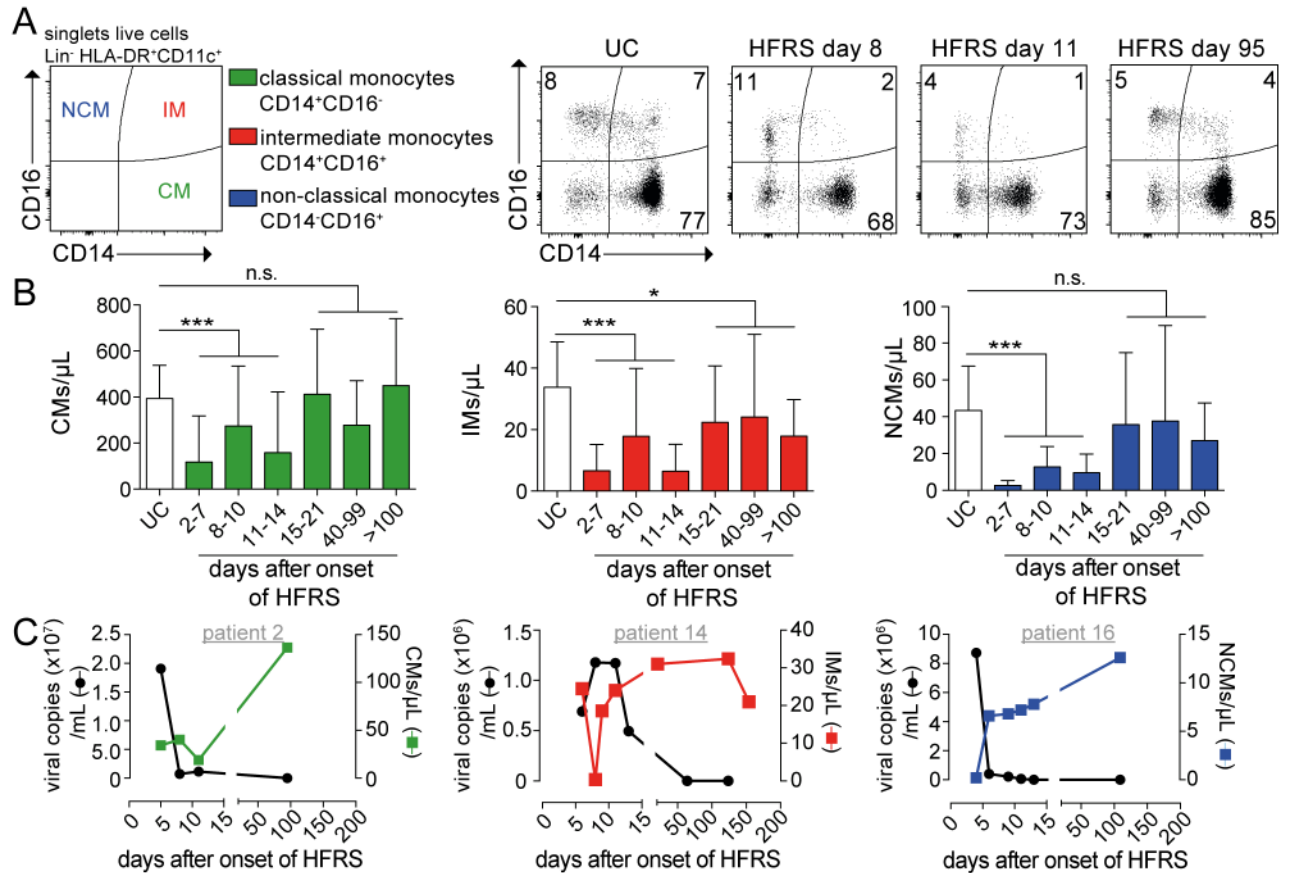 A
singlets live cells
Lin- HLA-DR+CD11c+
NCM
IM
CM
CD16
CD14
classical monocytes
CD14+CD16-
intermediate monocytes
CD14+CD16+
non-classical monocytes
CD14-CD16+
UC
HFRS day 8
HFRS day 11
HFRS day 95
8
7
77
11
2
68
4
1
73
5
4
85
CD16
CD14
B
n.s.
***
800
600
400
200
0
CMs/µL
UC
2-7
8-10
11-14
15-21
40-99
>100
days after onset
of HFRS
*
***
60
40
20
0
IMs/µL
UC
2-7
8-10
11-14
15-21
40-99
>100
days after onset
of HFRS
n.s.
***
100
80
60
40
20
0
NCMs/µL
UC
2-7
8-10
11-14
15-21
40-99
>100
days after onset
of HFRS
C
patient 2
viral copies (x10⁷)
/mL
2.5
2.0
1.5
1.0
5.0
0
150
100
50
0
CMs/µL
0
5
10
15
50
100
150
200
days after onset of HFRS
patient 14
viral copies (x10⁶)
/mL
1.5
1.0
0.5
0
40
30
20
10
0
IMs/µL
0
5
10
15
50
100
150
200
days after onset of HFRS
patient 16
viral copies (x10⁶)
/mL
10
8
6
4
2
0
15
10
5
0
NCMs/µL
0
5
10
15
50
100
150
200
days after onset of HFRS